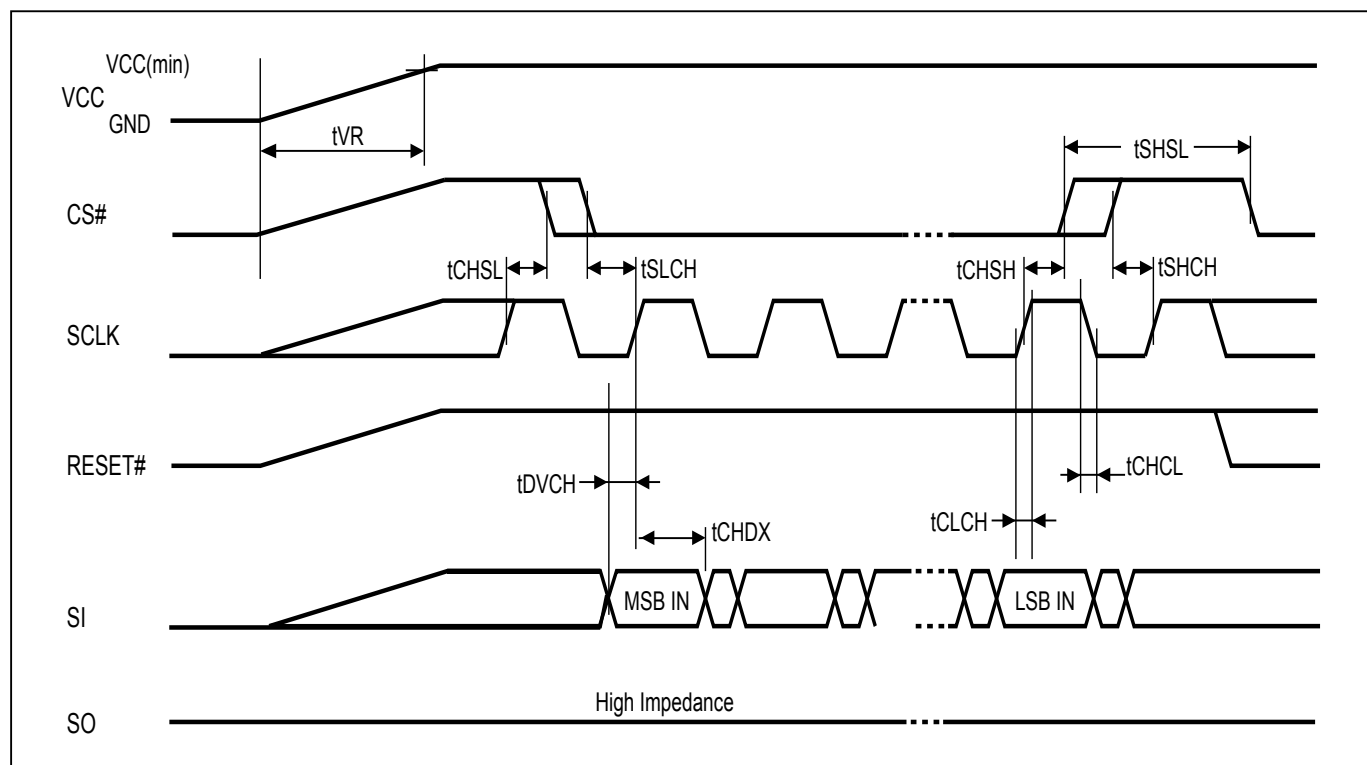 VCC(min)
VCC
GND
tVR
tSHSL
CS#
tCHSL
tSLCH
tCHSH
tSHCH
SCLK
RESET#
tDVCH
tCHCL
tCHDX
tCLCH
SI
MSB IN
LSB IN
High Impedance
SO